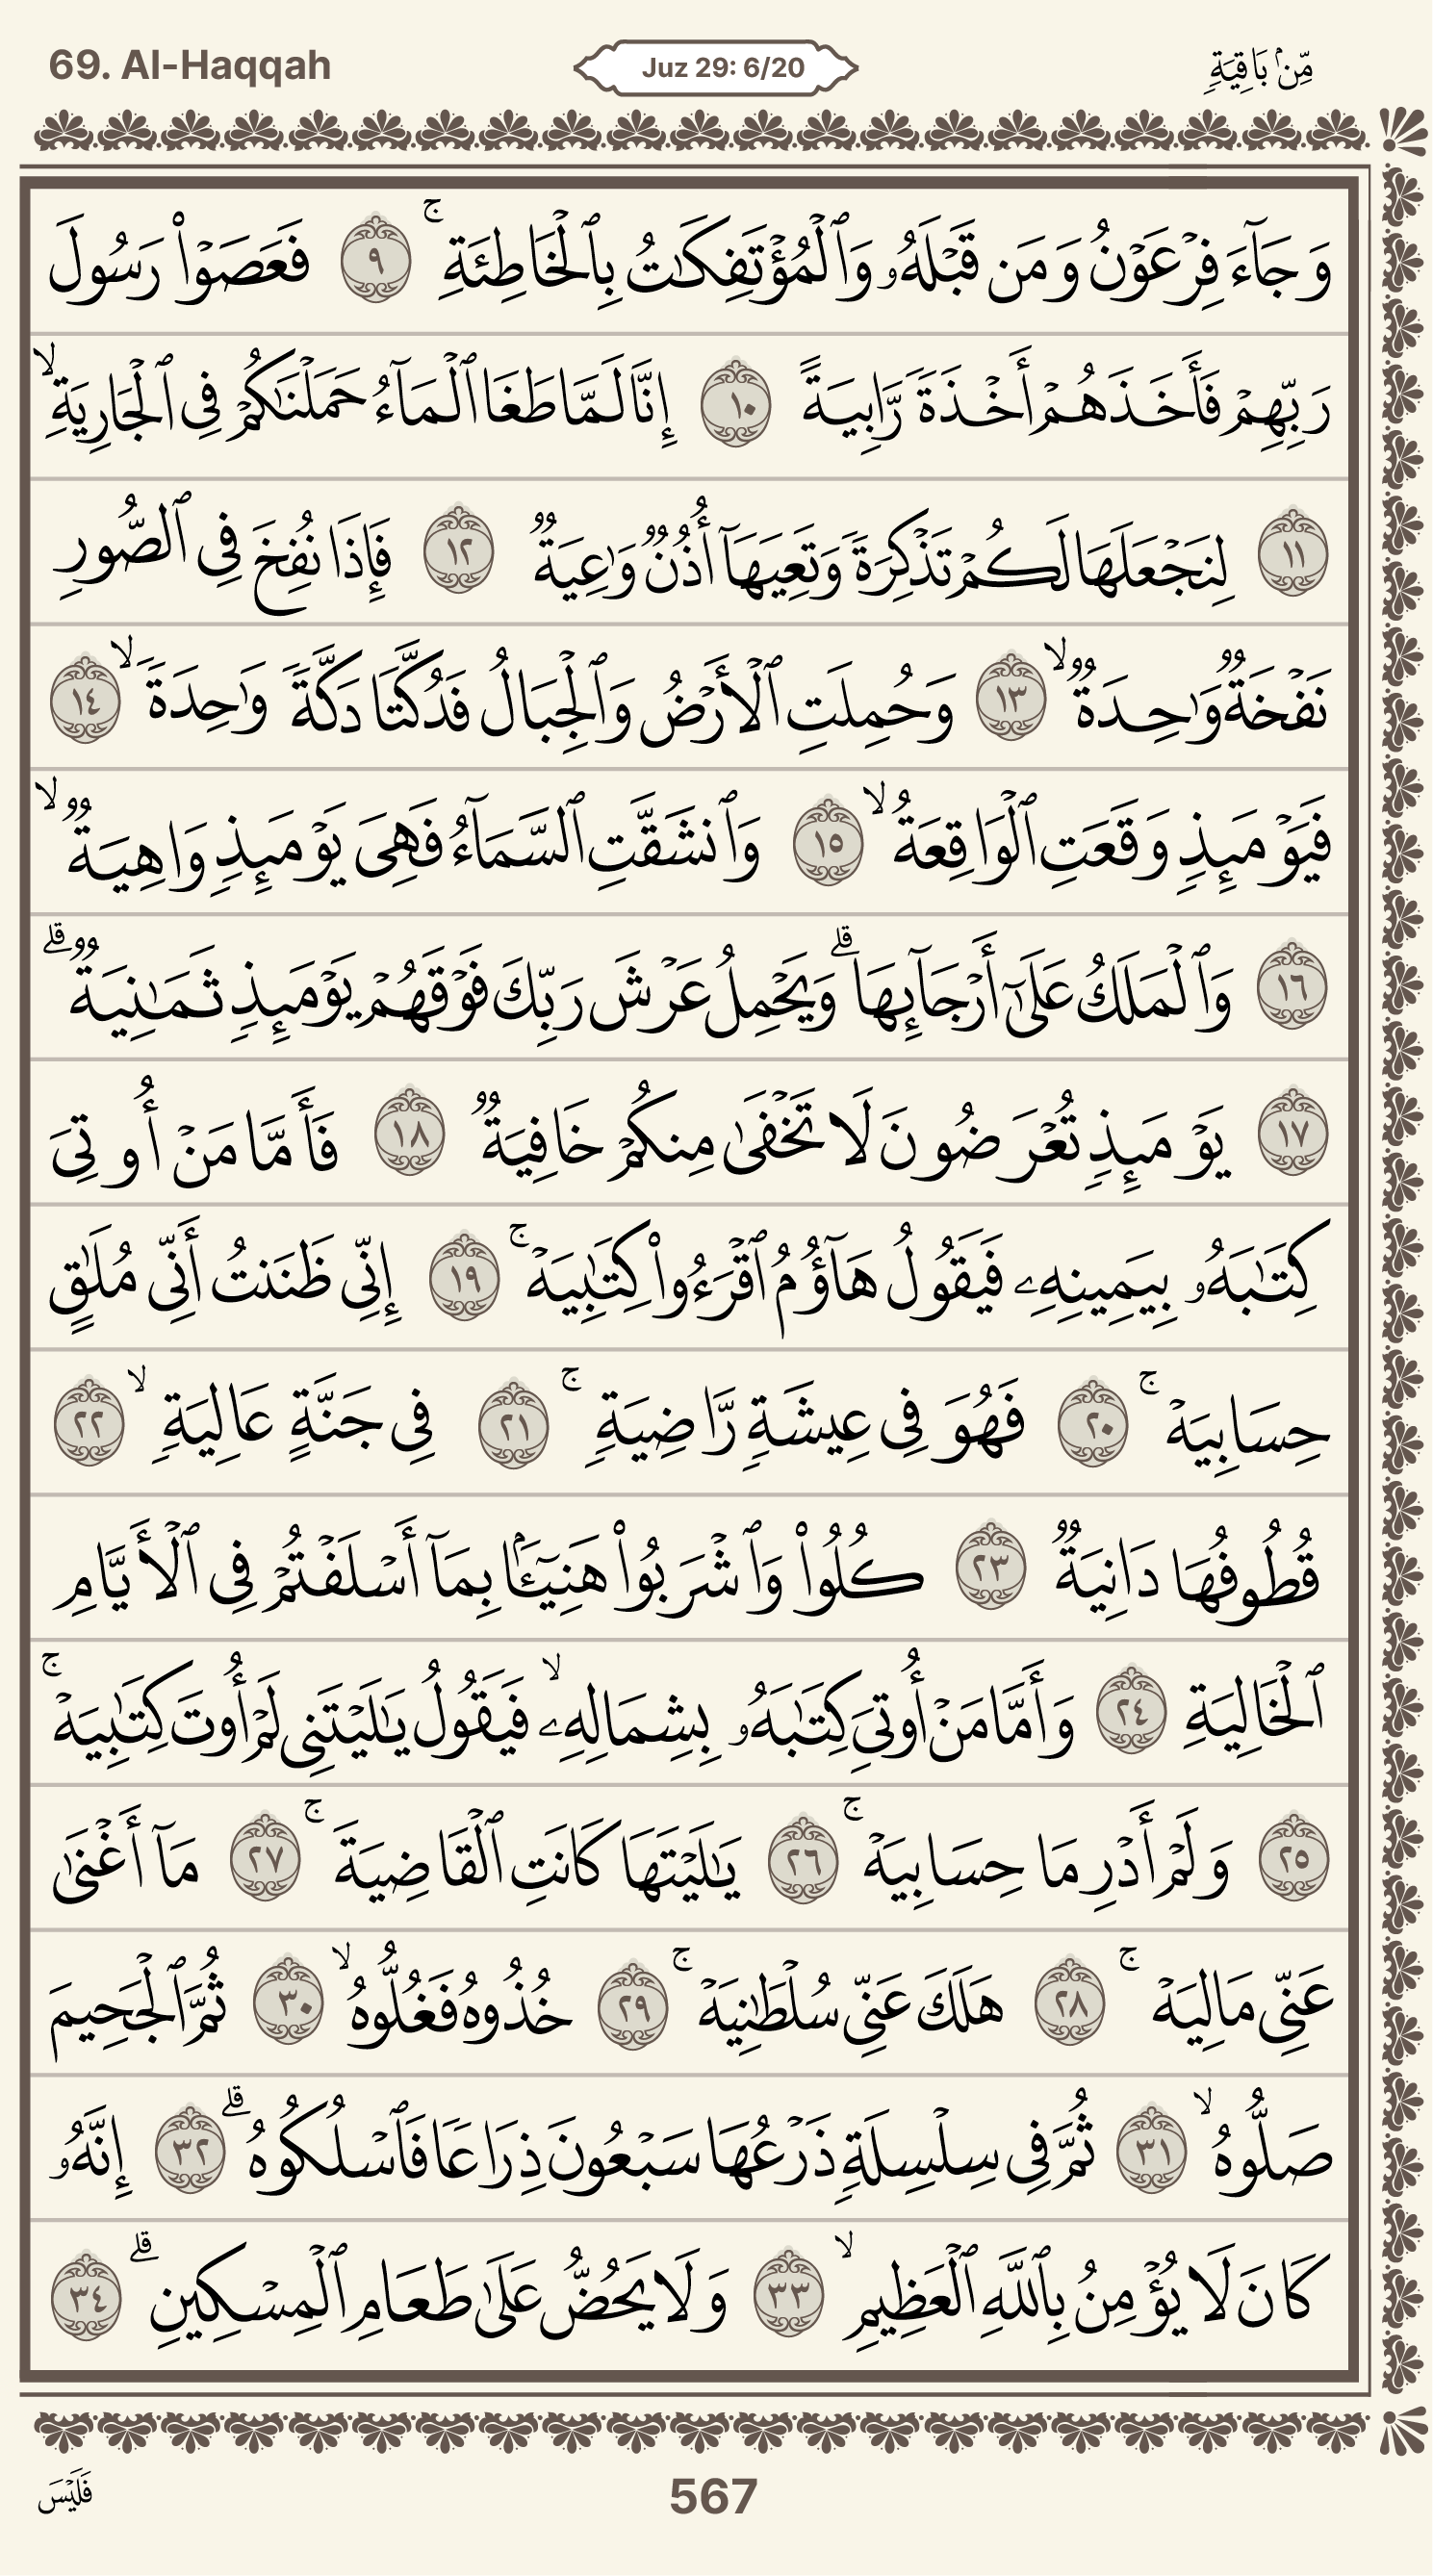 69. Al-Haqqah
Juz 29: 6/20
مِّنۢ بَاقِيَةٍ
وَجَآءَ فِرْعَوْنُ وَمَن قَبْلَهُۥ وَٱلْمُؤْتَفِكَٰتُ بِٱلْخَاطِئَةِ ۚ ٩ فَعَصَوْا۟ رَسُولَ
رَبِّهِمْ فَأَخَذَهُمْ أَخْذَةً رَّابِيَةً ١٠ إِنَّا لَمَّا طَغَا ٱلْمَآءُ حَمَلْنَٰكُمْ فِى ٱلْجَارِيَةِ ۙ
١١ لِنَجْعَلَهَا لَكُمْ تَذْكِرَةً وَتَعِيَهَآ أُذُنٌ وَٰعِيَةٌ ١٢ فَإِذَا نُفِخَ فِى ٱلصُّورِ
نَفْخَةٌ وَٰحِدَةٌ ۙ ١٣ وَحُمِلَتِ ٱلْأَرْضُ وَٱلْجِبَالُ فَدُكَّتَا دَكَّةً وَٰحِدَةً ۙ ١٤
فَيَوْمَئِذٍ وَقَعَتِ ٱلْوَاقِعَةُ ۙ ١٥ وَٱنشَقَّتِ ٱلسَّمَآءُ فَهِىَ يَوْمَئِذٍ وَاهِيَةٌ ۙ
١٦ وَٱلْمَلَكُ عَلَىٰٓ أَرْجَآئِهَا ۗ وَيَحْمِلُ عَرْشَ رَبِّكَ فَوْقَهُمْ يَوْمَئِذٍ ثَمَٰنِيَةٌ ۗ
١٧ يَوْمَئِذٍ تُعْرَضُونَ لَا تَخْفَىٰ مِنكُمْ خَافِيَةٌ ١٨ فَأَمَّا مَنْ أُوتِىَ
كِتَٰبَهُۥ بِيَمِينِهِۦ فَيَقُولُ هَآؤُمُ ٱقْرَءُوا۟ كِتَٰبِيَهْ ۚ ١٩ إِنِّى ظَنَنتُ أَنِّى مُلَٰقٍ
حِسَابِيَهْ ۚ ٢٠ فَهُوَ فِى عِيشَةٍ رَّاضِيَةٍ ۚ ٢١ فِى جَنَّةٍ عَالِيَةٍ ۙ ٢٢
قُطُوفُهَا دَانِيَةٌ ٢٣ كُلُوا۟ وَٱشْرَبُوا۟ هَنِيٓـًٔۢا بِمَآ أَسْلَفْتُمْ فِى ٱلْأَيَّامِ
ٱلْخَالِيَةِ ٢٤ وَأَمَّا مَنْ أُوتِىَ كِتَٰبَهُۥ بِشِمَالِهِۦ ۙ فَيَقُولُ يَٰلَيْتَنِى لَمْ أُوتَ كِتَٰبِيَهْ ۚ
٢٥ وَلَمْ أَدْرِ مَا حِسَابِيَهْ ۚ ٢٦ يَٰلَيْتَهَا كَانَتِ ٱلْقَاضِيَةَ ۚ ٢٧ مَآ أَغْنَىٰ
عَنِّى مَالِيَهْ ۚ ٢٨ هَلَكَ عَنِّى سُلْطَٰنِيَهْ ۚ ٢٩ خُذُوهُ فَغُلُّوهُ ۙ ٣٠ ثُمَّ ٱلْجَحِيمَ
صَلُّوهُ ۙ ٣١ ثُمَّ فِى سِلْسِلَةٍ ذَرْعُهَا سَبْعُونَ ذِرَاعًا فَٱسْلُكُوهُ ۗ ٣٢ إِنَّهُۥ
كَانَ لَا يُؤْمِنُ بِٱللَّهِ ٱلْعَظِيمِ ۙ ٣٣ وَلَا يَحُضُّ عَلَىٰ طَعَامِ ٱلْمِسْكِينِ ۗ ٣٤
فَلَيْسَ
567